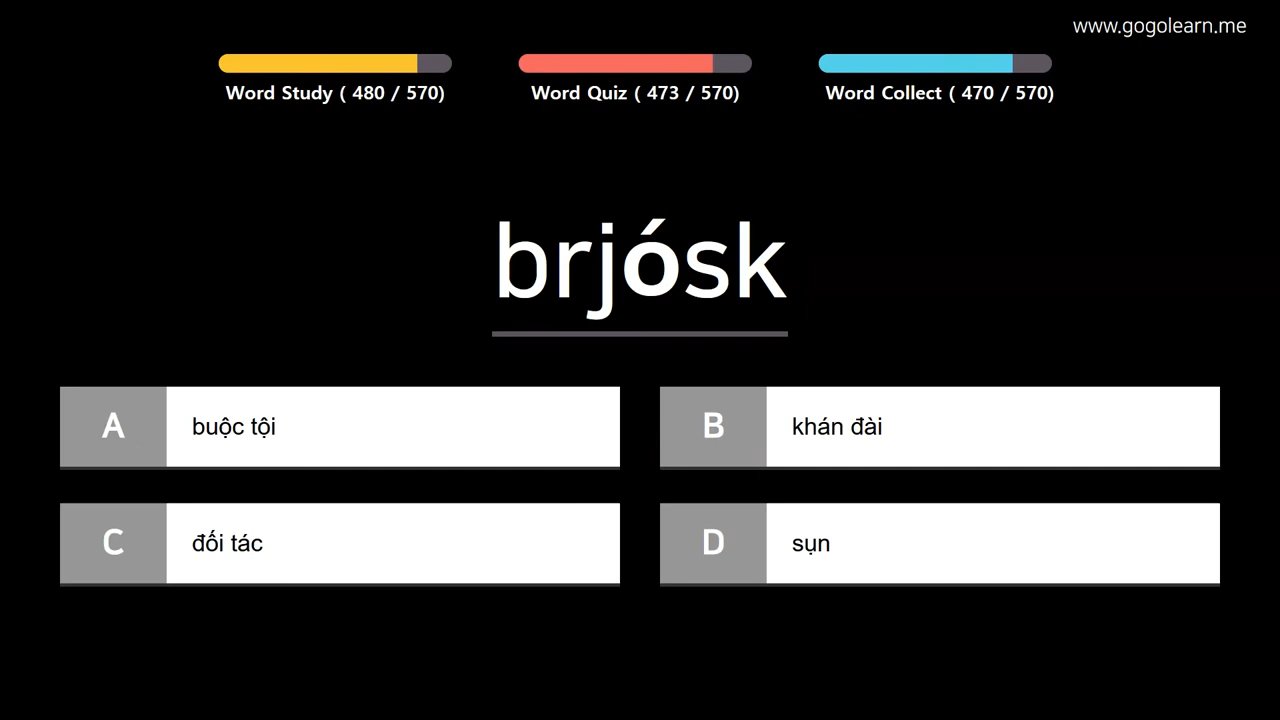 www.gogolearn.me
Word Study ( 480 / 570)
Word Quiz ( 473 / 570)
Word Collect ( 470 / 570)
brjósk
A buộc tội
B khán đài
C đối tác
D sụn